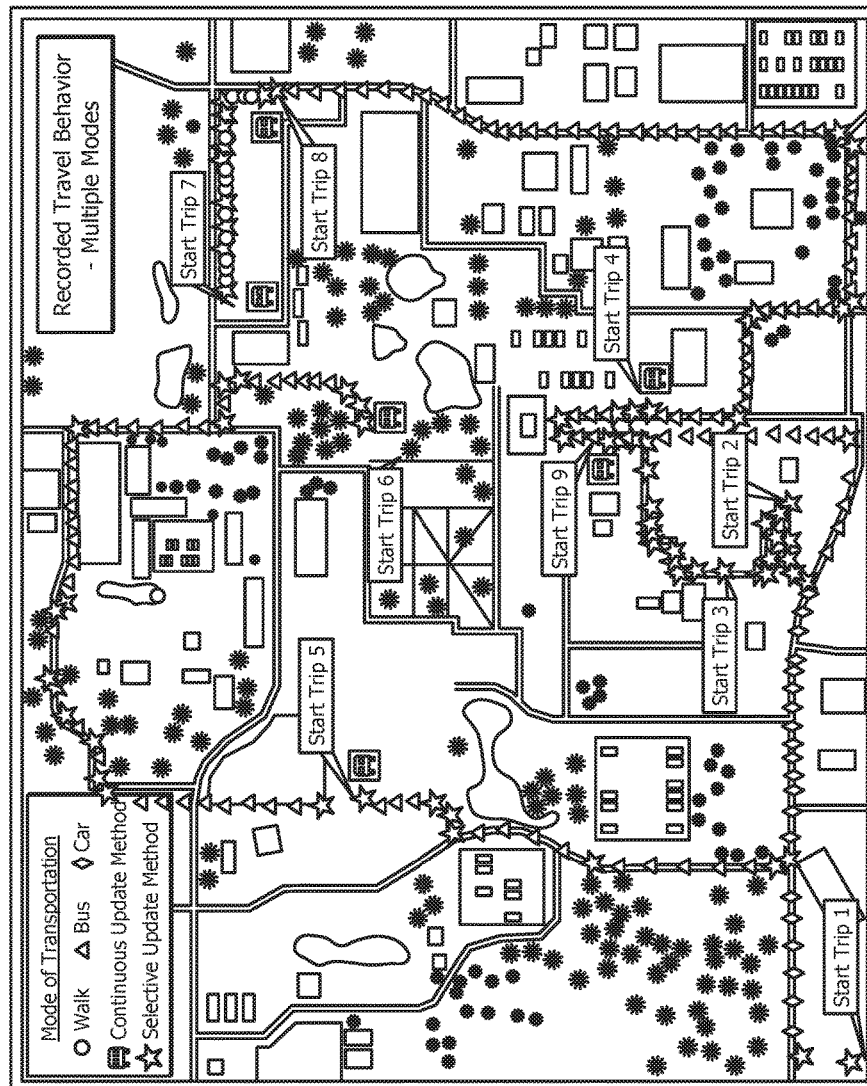 Recorded Travel Behavior
- Multiple Modes
Mode of Transportation
Walk Bus Car
Continuous Update Method
Selective Update Method
Start Trip 1
Start Trip 2
Start Trip 3
Start Trip 4
Start Trip 5
Start Trip 6
Start Trip 7
Start Trip 8
Start Trip 9